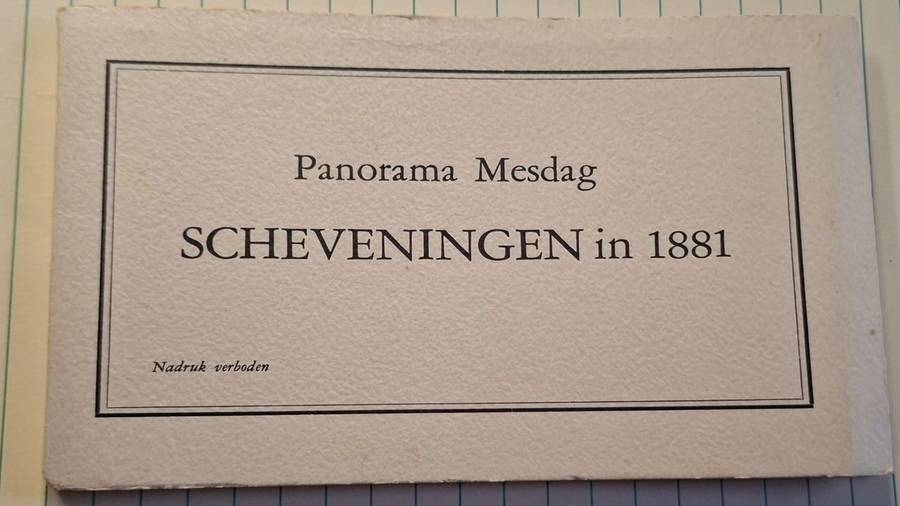 Panorama Mesdag
SCHEVENINGEN in 1881
Nadruk verboden